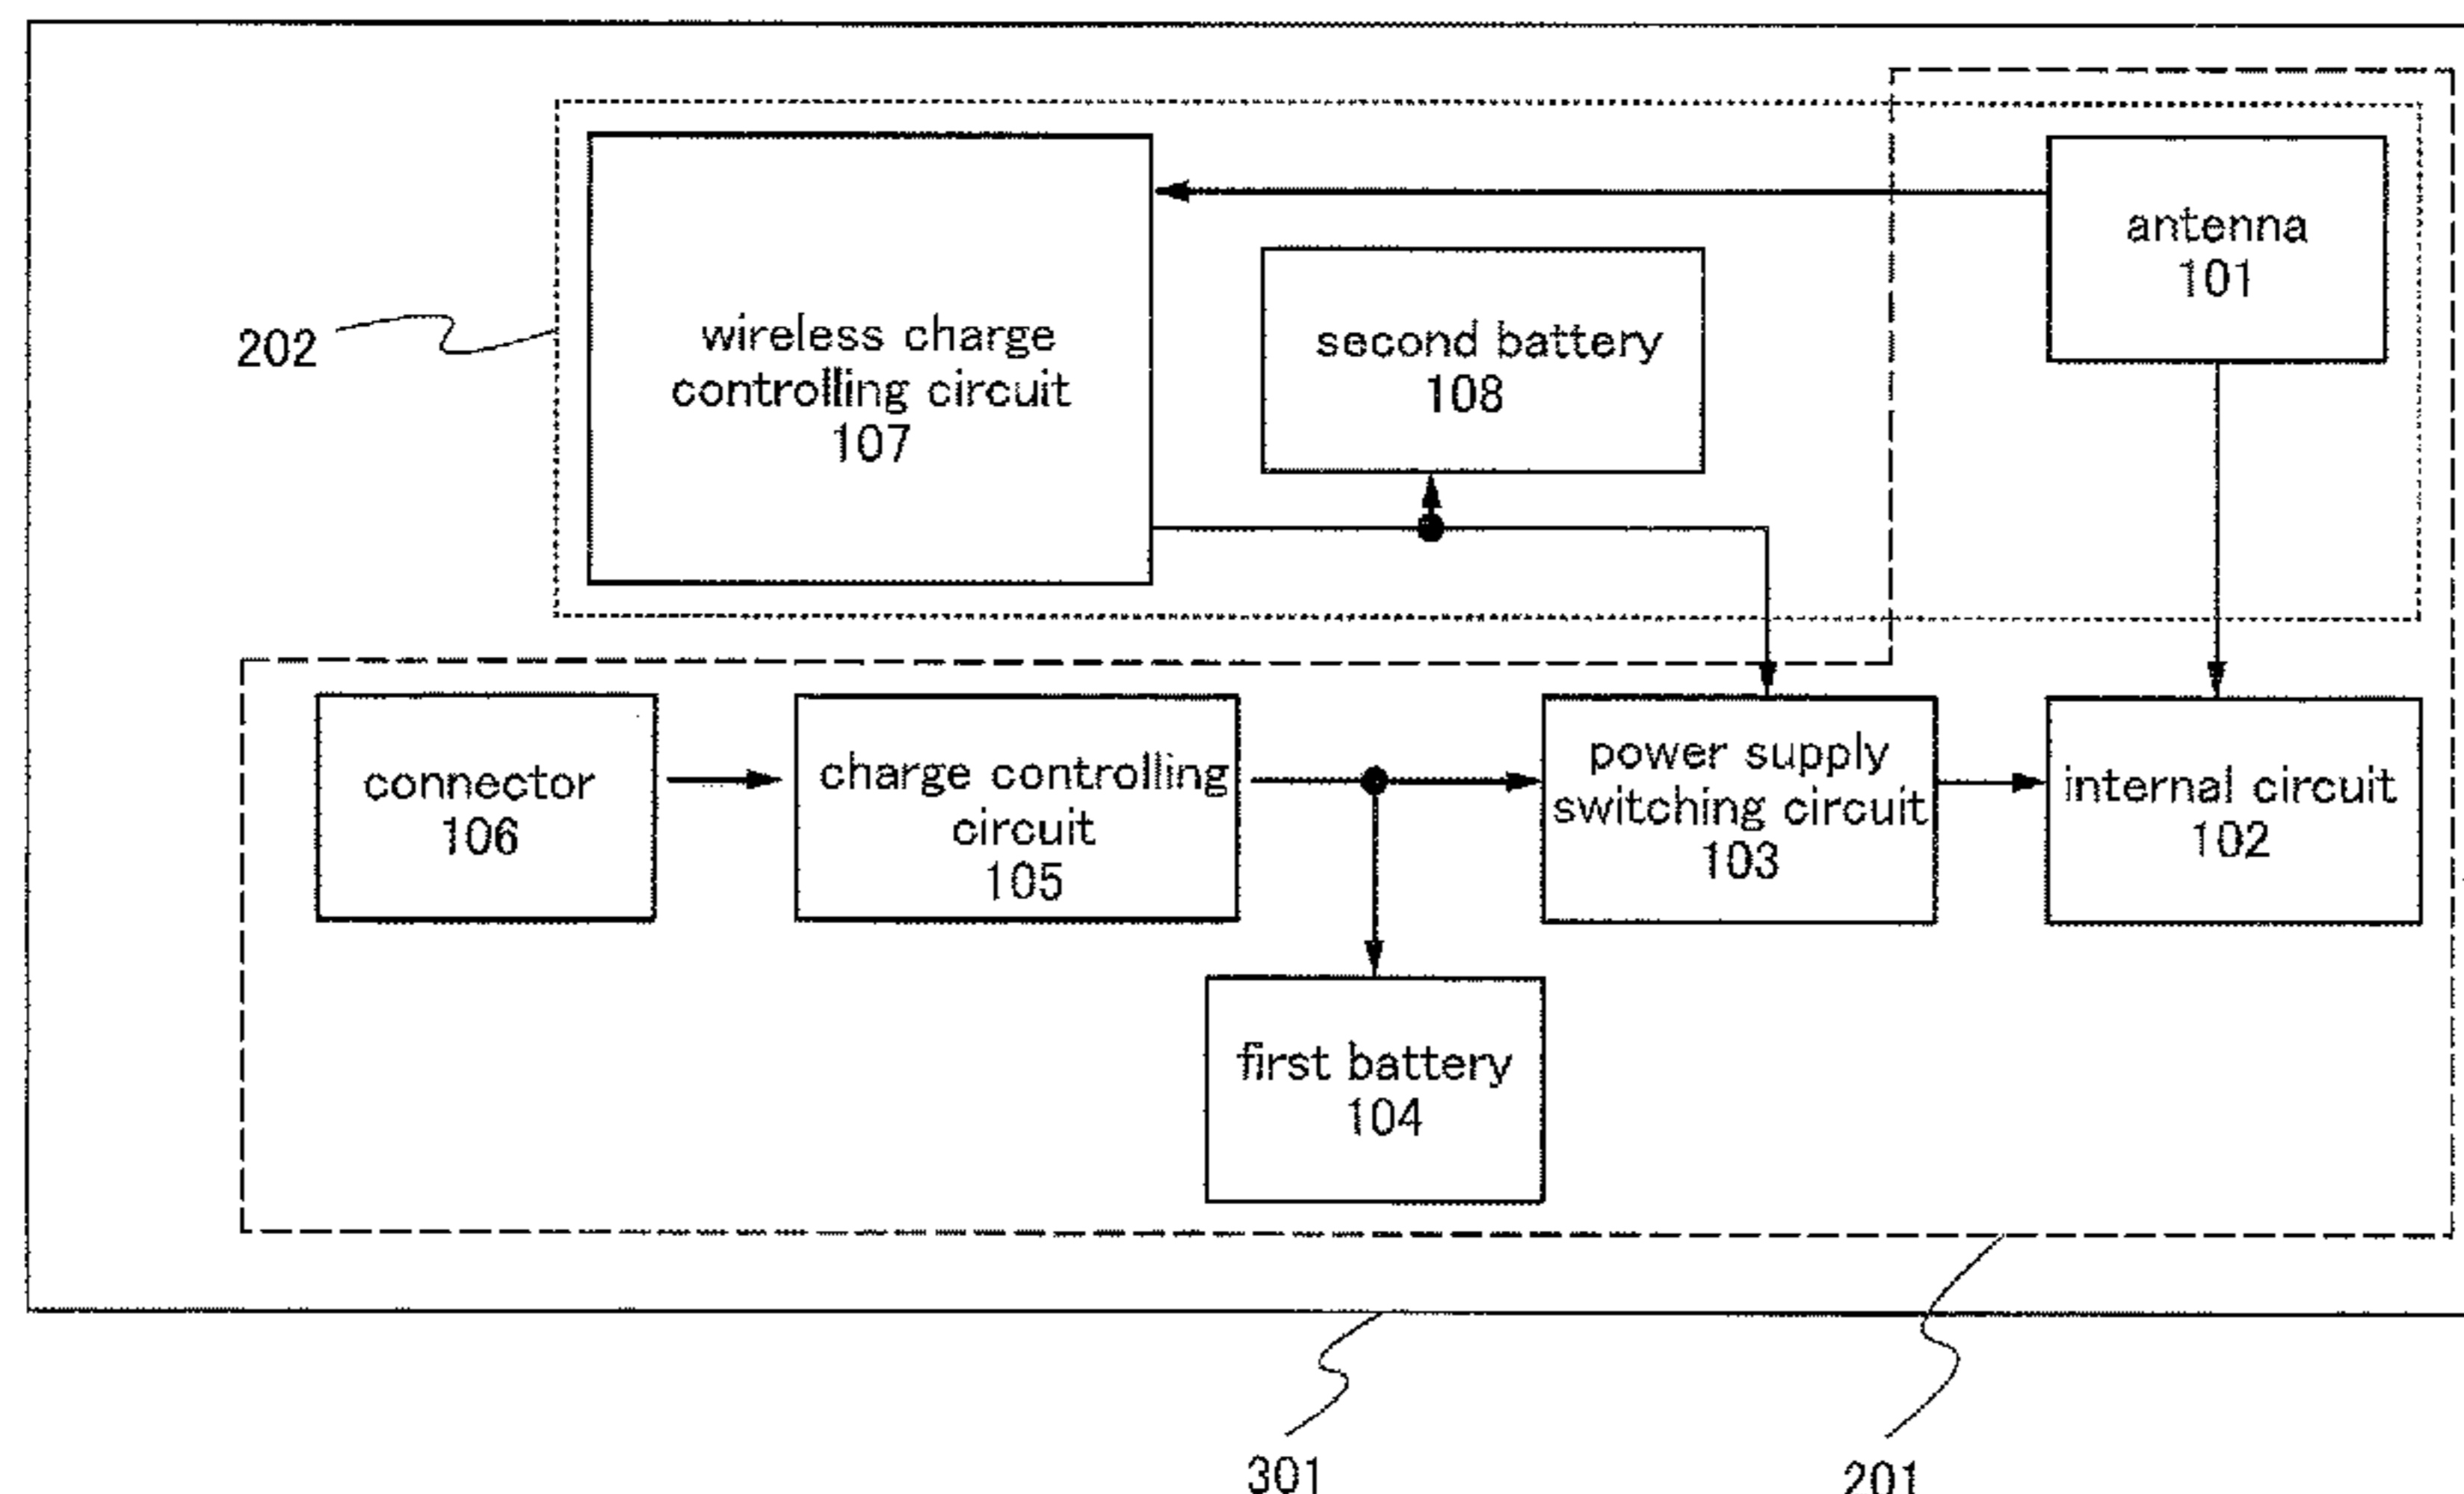 antenna
101
wireless charge
controlling circuit
107
second battery
108
202
connector
106
charge controlling
circuit
105
power supply
switching circuit
103
internal circuit
102
first battery
104
301
201